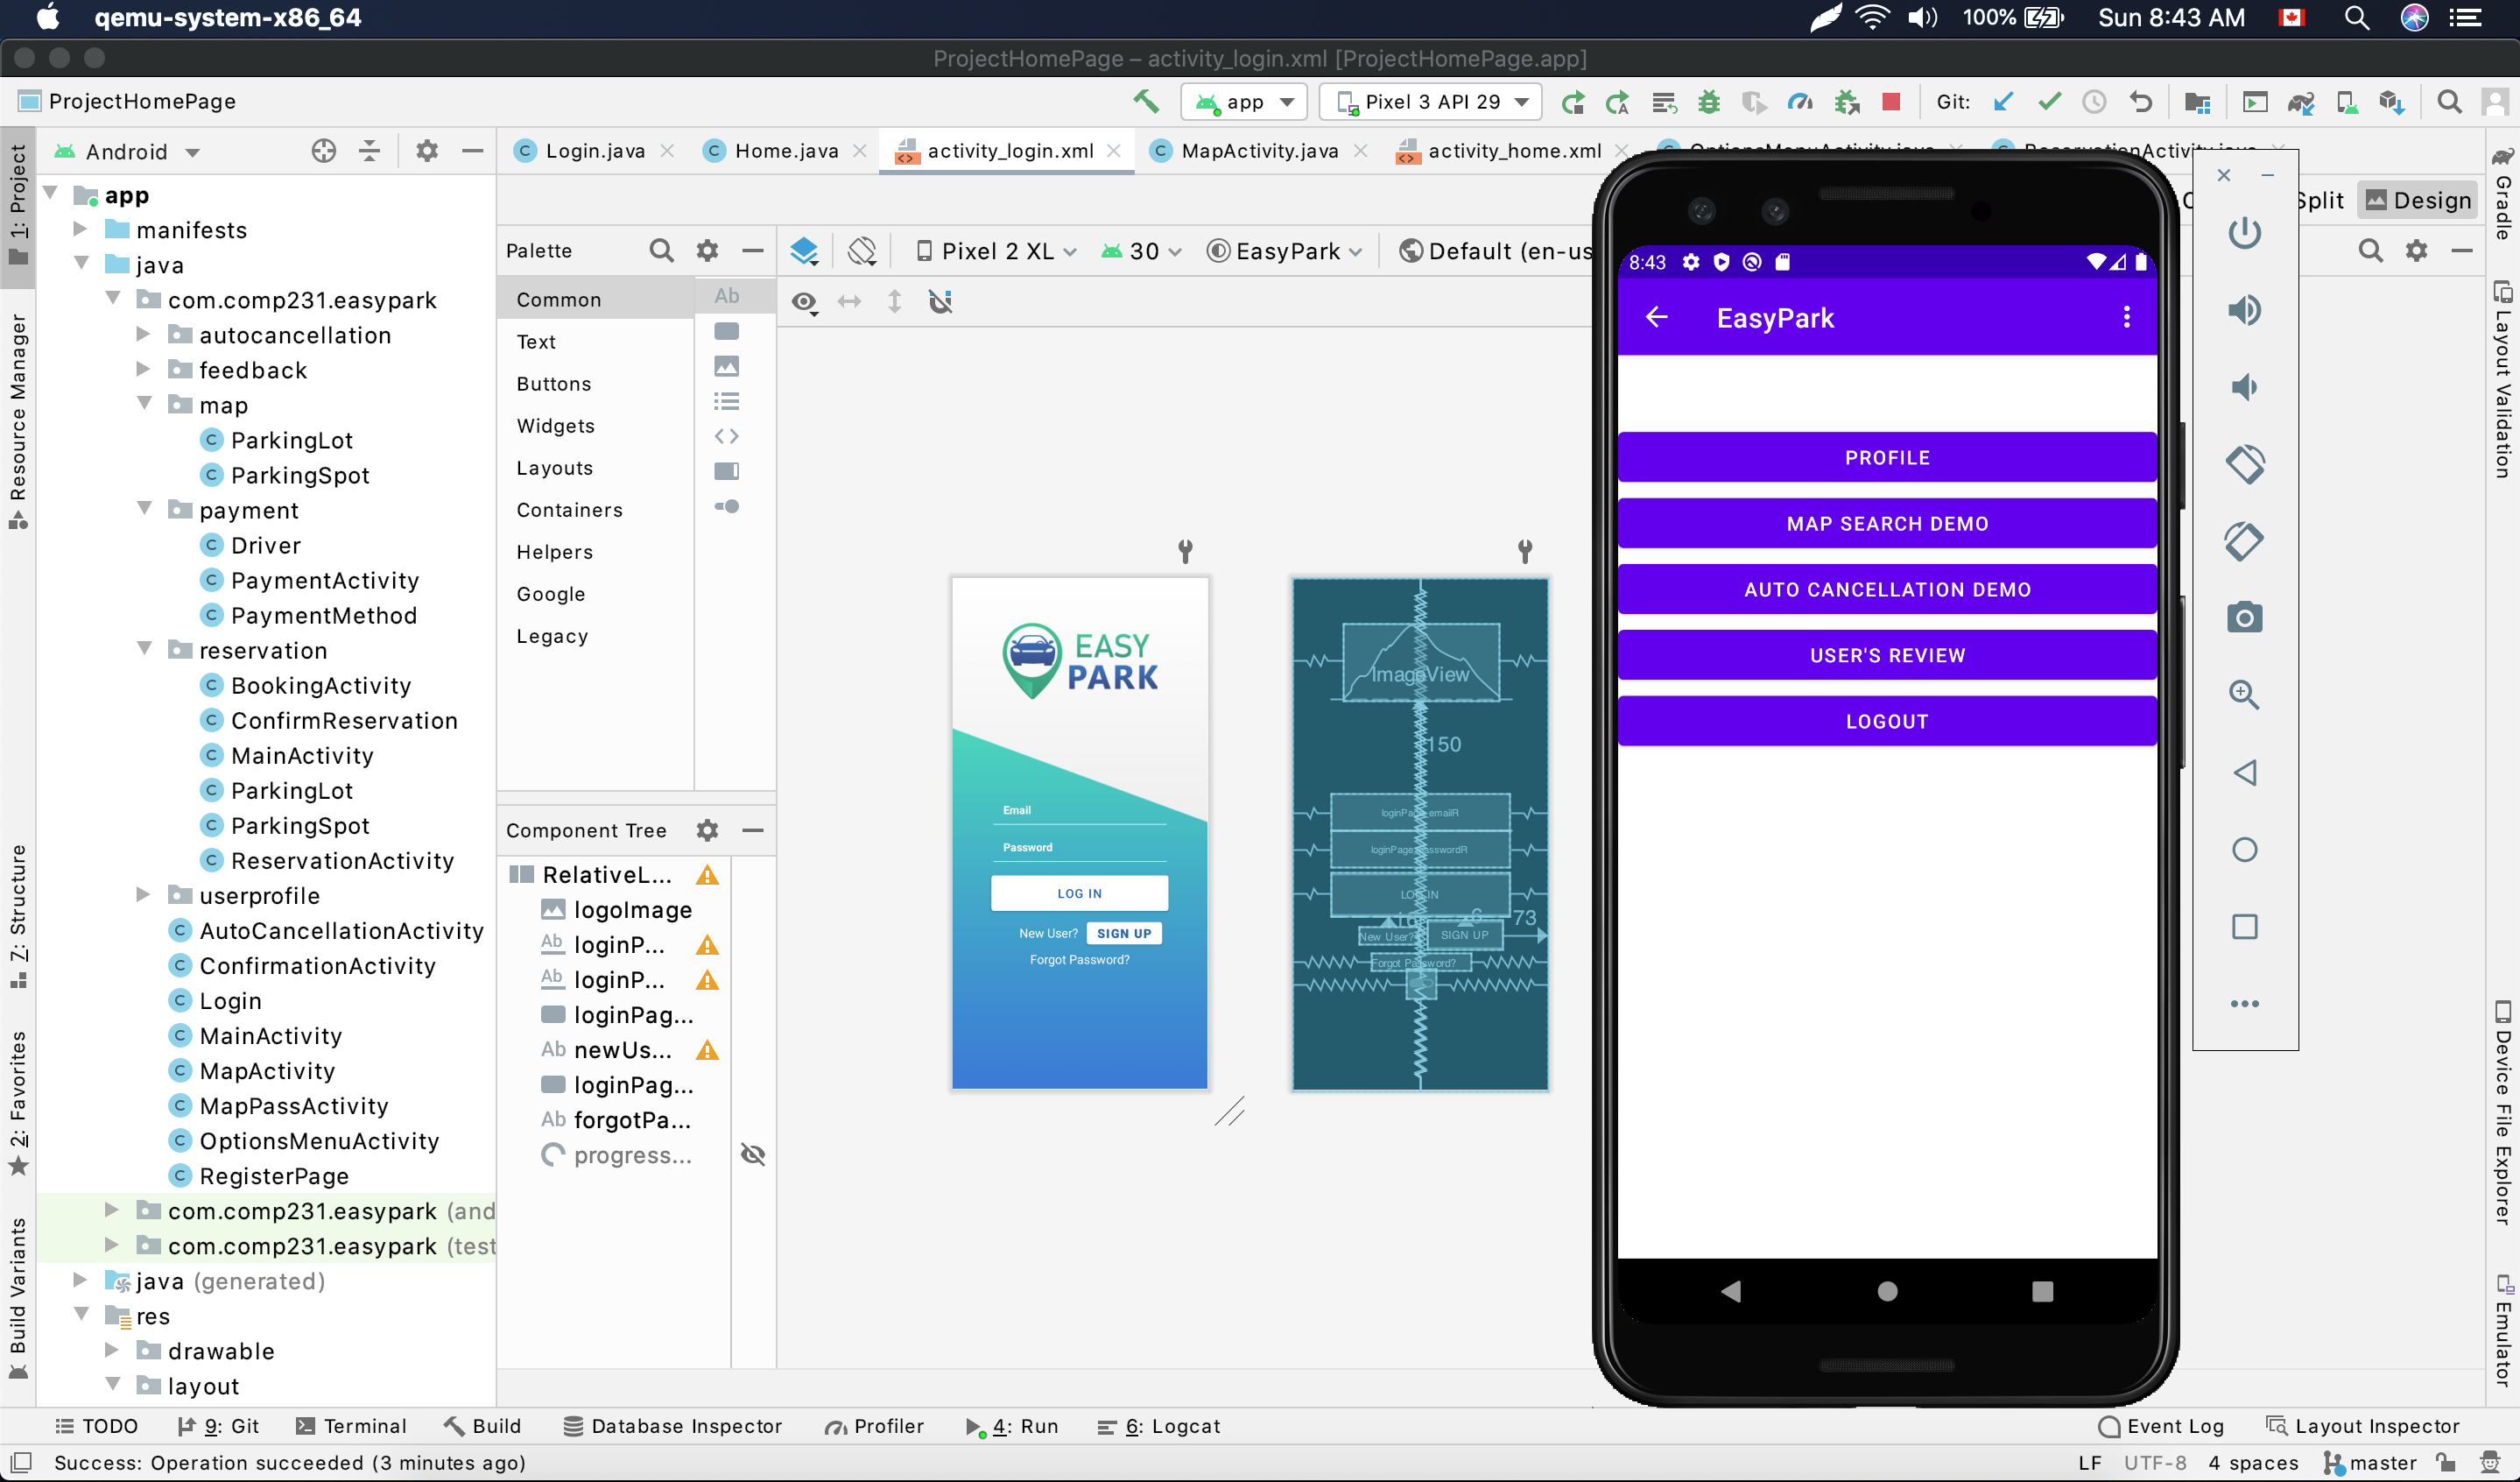 qemu-system-x86_64
100%
Sun 8:43 AM
ProjectHomePage – activity_login.xml [ProjectHomePage.app]
ProjectHomePage
app
Pixel 3 API 29
Git:
Android
Login.java
Home.java
activity_login.xml
MapActivity.java
activity_home.xml
Split
Design
1: Project
Resource Manager
7: Structure
2: Favorites
Build Variants
app
manifests
java
com.comp231.easypark
autocancellation
feedback
map
ParkingLot
ParkingSpot
payment
Driver
PaymentActivity
PaymentMethod
reservation
BookingActivity
ConfirmReservation
MainActivity
ParkingLot
ParkingSpot
ReservationActivity
userprofile
AutoCancellationActivity
ConfirmationActivity
Login
MainActivity
MapActivity
MapPassActivity
OptionsMenuActivity
RegisterPage
com.comp231.easypark (and
com.comp231.easypark (test
java (generated)
res
drawable
layout
Palette
Common
Text
Buttons
Widgets
Layouts
Containers
Helpers
Google
Legacy
Ab
Component Tree
RelativeL...
logoImage
Ab loginP...
Ab loginP...
loginPag...
Ab newUs...
loginPag...
Ab forgotPa...
progress...
Pixel 2 XL
30
EasyPark
Default (en-us
EASY
PARK
Email
Password
LOG IN
New User?
SIGN UP
Forgot Password?
ImageView
150
LOG IN
73
New User?
SIGN UP
Forgot Password?
8:43
EasyPark
PROFILE
MAP SEARCH DEMO
AUTO CANCELLATION DEMO
USER'S REVIEW
LOGOUT
Gradle
Layout Validation
Device File Explorer
Emulator
TODO
9: Git
Terminal
Build
Database Inspector
Profiler
4: Run
6: Logcat
Event Log
Layout Inspector
Success: Operation succeeded (3 minutes ago)
LF
UTF-8
4 spaces
master